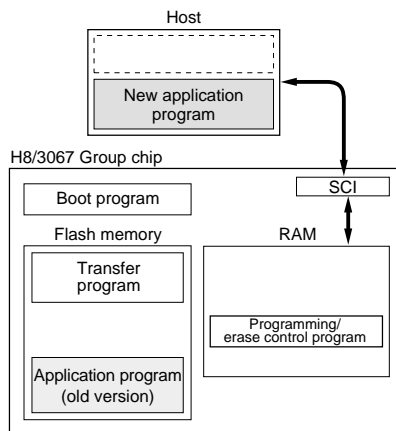 Host
New application
program
H8/3067 Group chip
SCI
Boot program
Flash memory
RAM
Transfer
program
Programming/
erase control program
Application program
(old version)